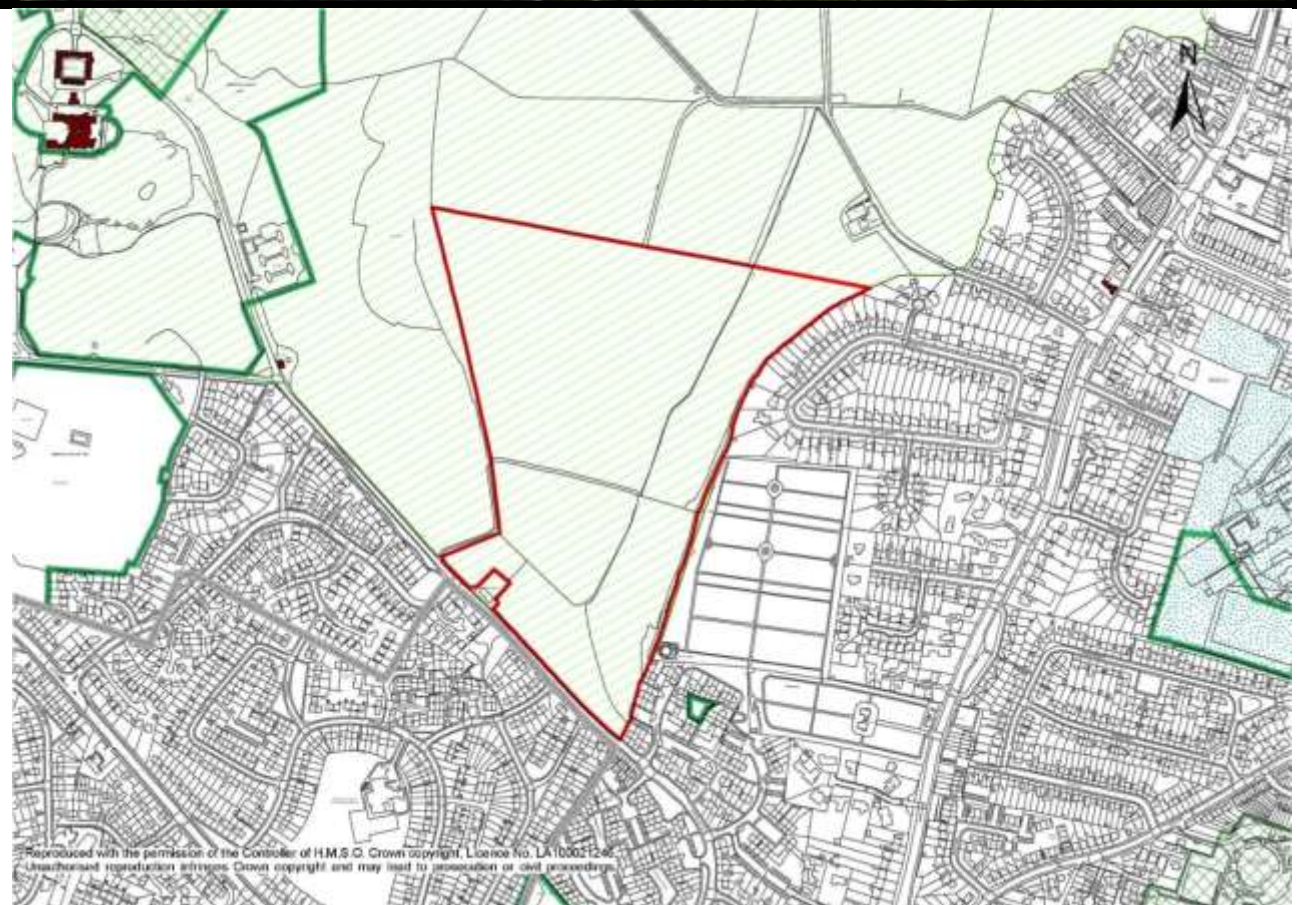 N
Reproduced with the permission of the Controller of H.M.S.O. Crown copyright, Licence No. LA100021246.
Unauthorised reproduction infringes Crown copyright and may lead to prosecution or civil proceedings